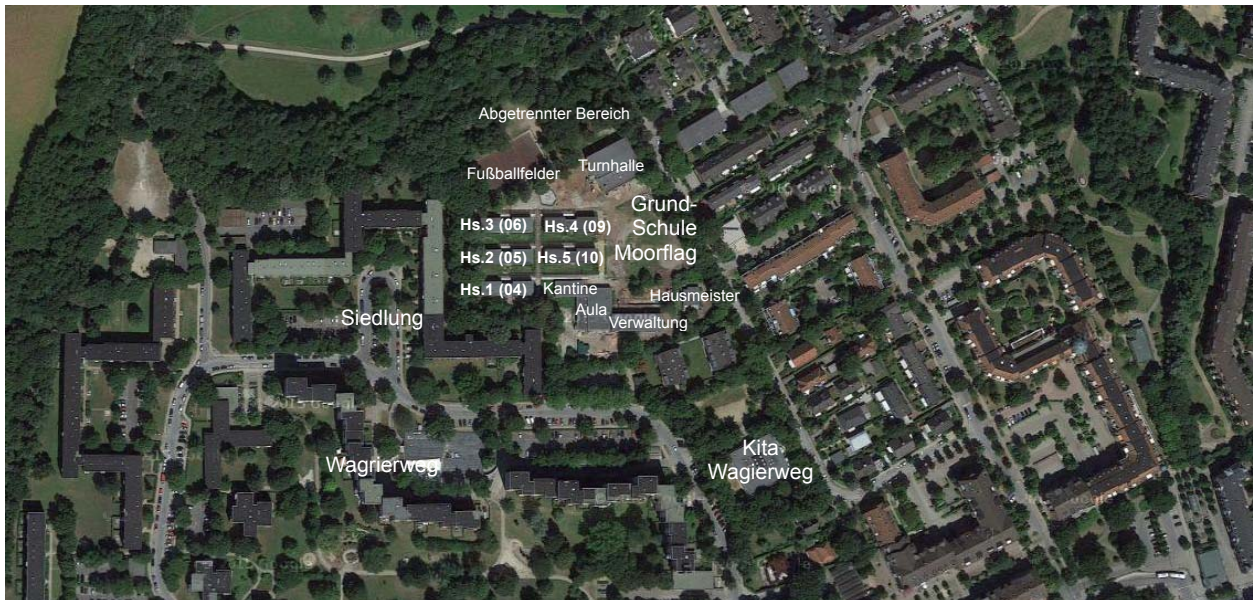 Abgetrennter Bereich
Turnhalle
Fußballfelder
Grund-
Schule
Moorflag
Hs.3 (06)
Hs.4 (09)
Hs.2 (05)
Hs.5 (10)
Hs.1 (04)
Kantine
Hausmeister
Aula
Verwaltung
Siedlung
Kita
Wagierweg
Wagrierweg